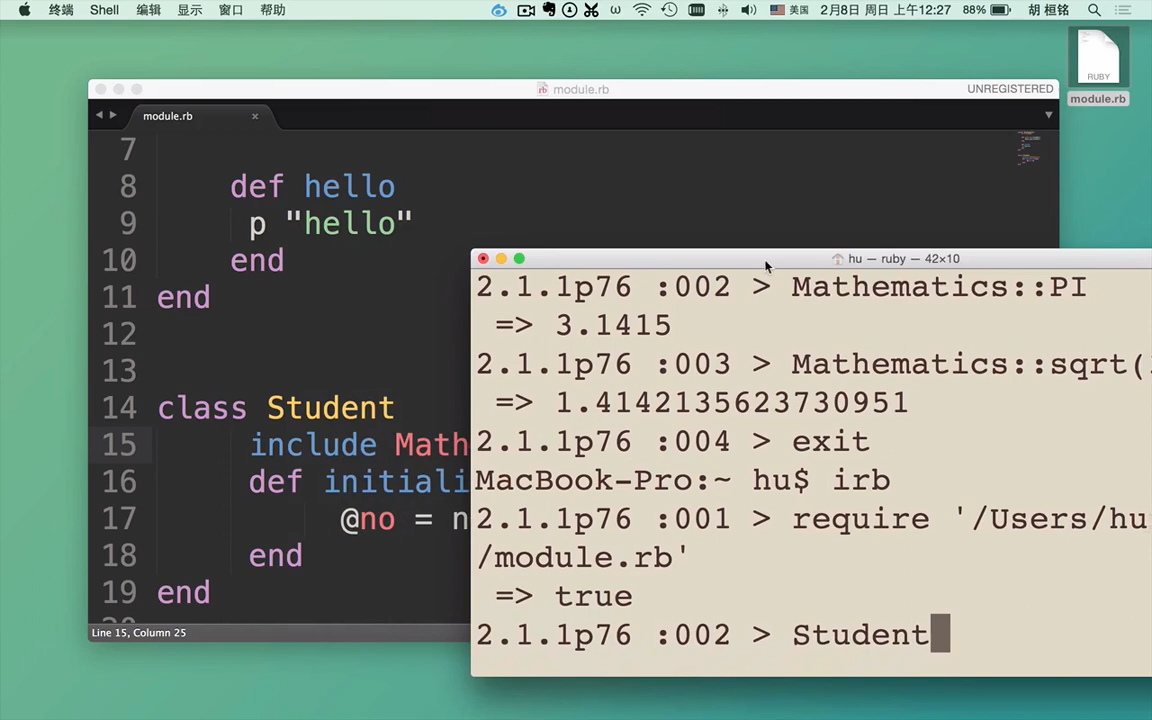 终端 Shell 编辑 显示 窗口 帮助 美国 2月8日 周日 上午12:27 88% 胡 桓铭
RUBY
module.rb
module.rb
UNREGISTERED
module.rb
7
8 def hello
9 p "hello"
10 end
11 end
12
13
14 class Student
15 include Math
16 def initiali
17 @no = n
18 end
19 end
Line 15, Column 25
hu — ruby — 42×10
2.1.1p76 :002 > Mathematics::PI
=> 3.1415
2.1.1p76 :003 > Mathematics::sqrt(
=> 1.4142135623730951
2.1.1p76 :004 > exit
MacBook-Pro:~ hu$ irb
2.1.1p76 :001 > require '/Users/hu
/module.rb'
=> true
2.1.1p76 :002 > Student